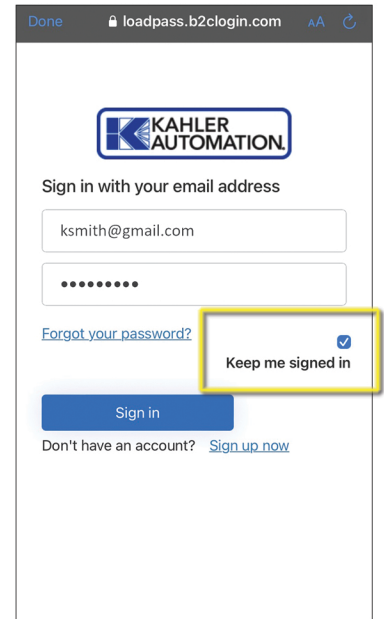 Done loadpass.b2clogin.com AA
KAHLER
AUTOMATION.
Sign in with your email address
ksmith@gmail.com
●●●●●●●●●
Forgot your password?
Keep me signed in
Sign in
Don't have an account? Sign up now